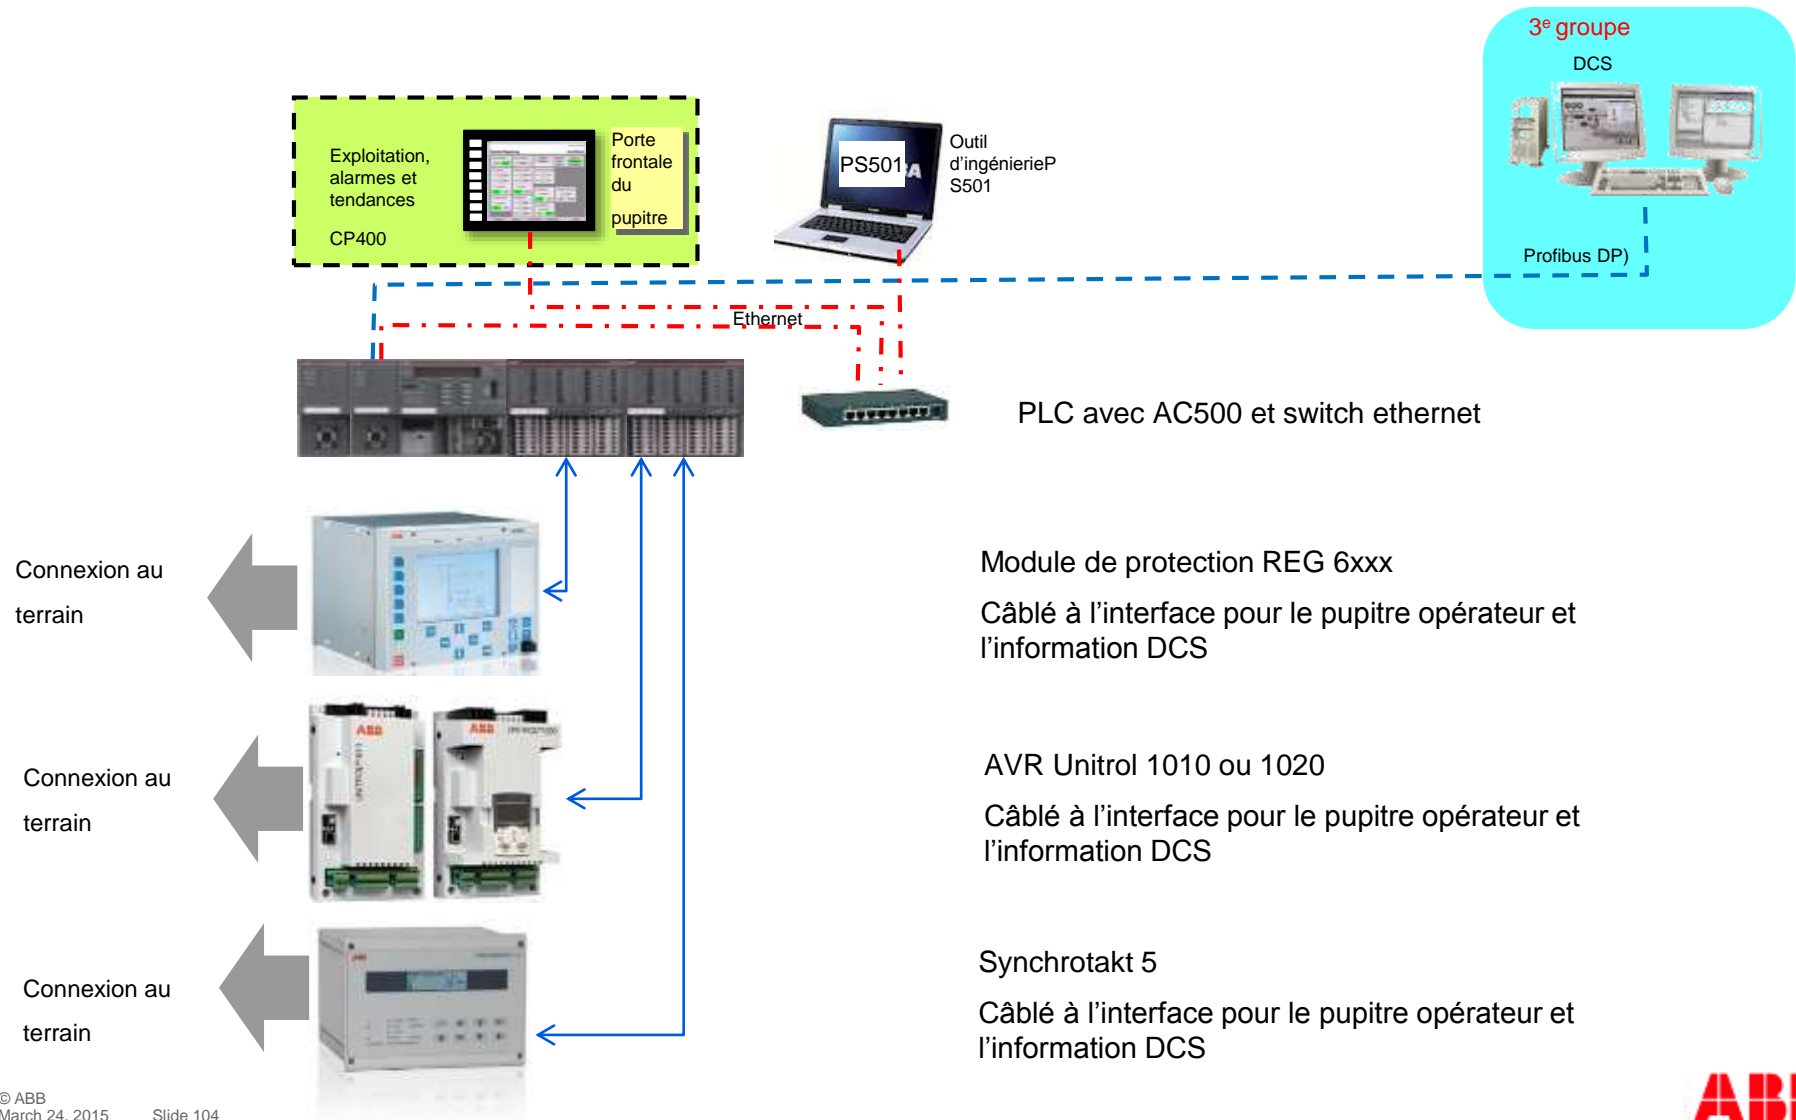 3e groupe
DCS
Exploitation,
alarmes et
tendances
CP400
Porte
frontale
du
pupitre
PS501
Outil
d’ingénierieP
S501
Profibus DP)
Ethernet
PLC avec AC500 et switch ethernet
Connexion au
terrain
Module de protection REG 6xxx
Câblé à l’interface pour le pupitre opérateur et
l’information DCS
ABB
ABB
Connexion au
terrain
AVR Unitrol 1010 ou 1020
Câblé à l’interface pour le pupitre opérateur et
l’information DCS
Connexion au
terrain
Synchrotakt 5
Câblé à l’interface pour le pupitre opérateur et
l’information DCS
© ABB
March 24, 2015 Slide 104
ABB